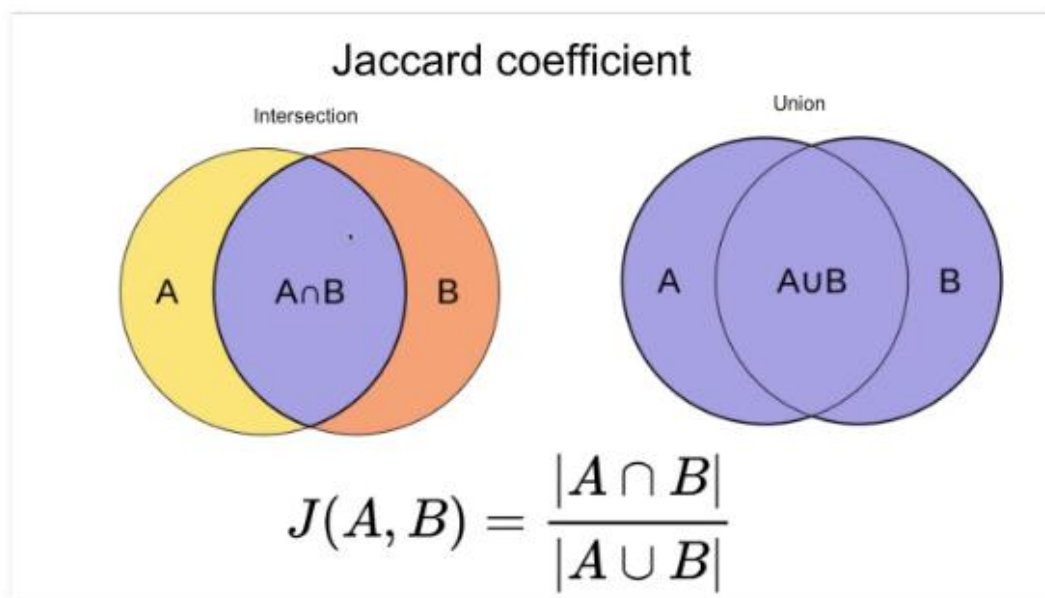 Jaccard coefficient
Intersection
Union
A
A∩B
B
A
A∪B
B
J(A, B) = |A ∩ B| / |A ∪ B|